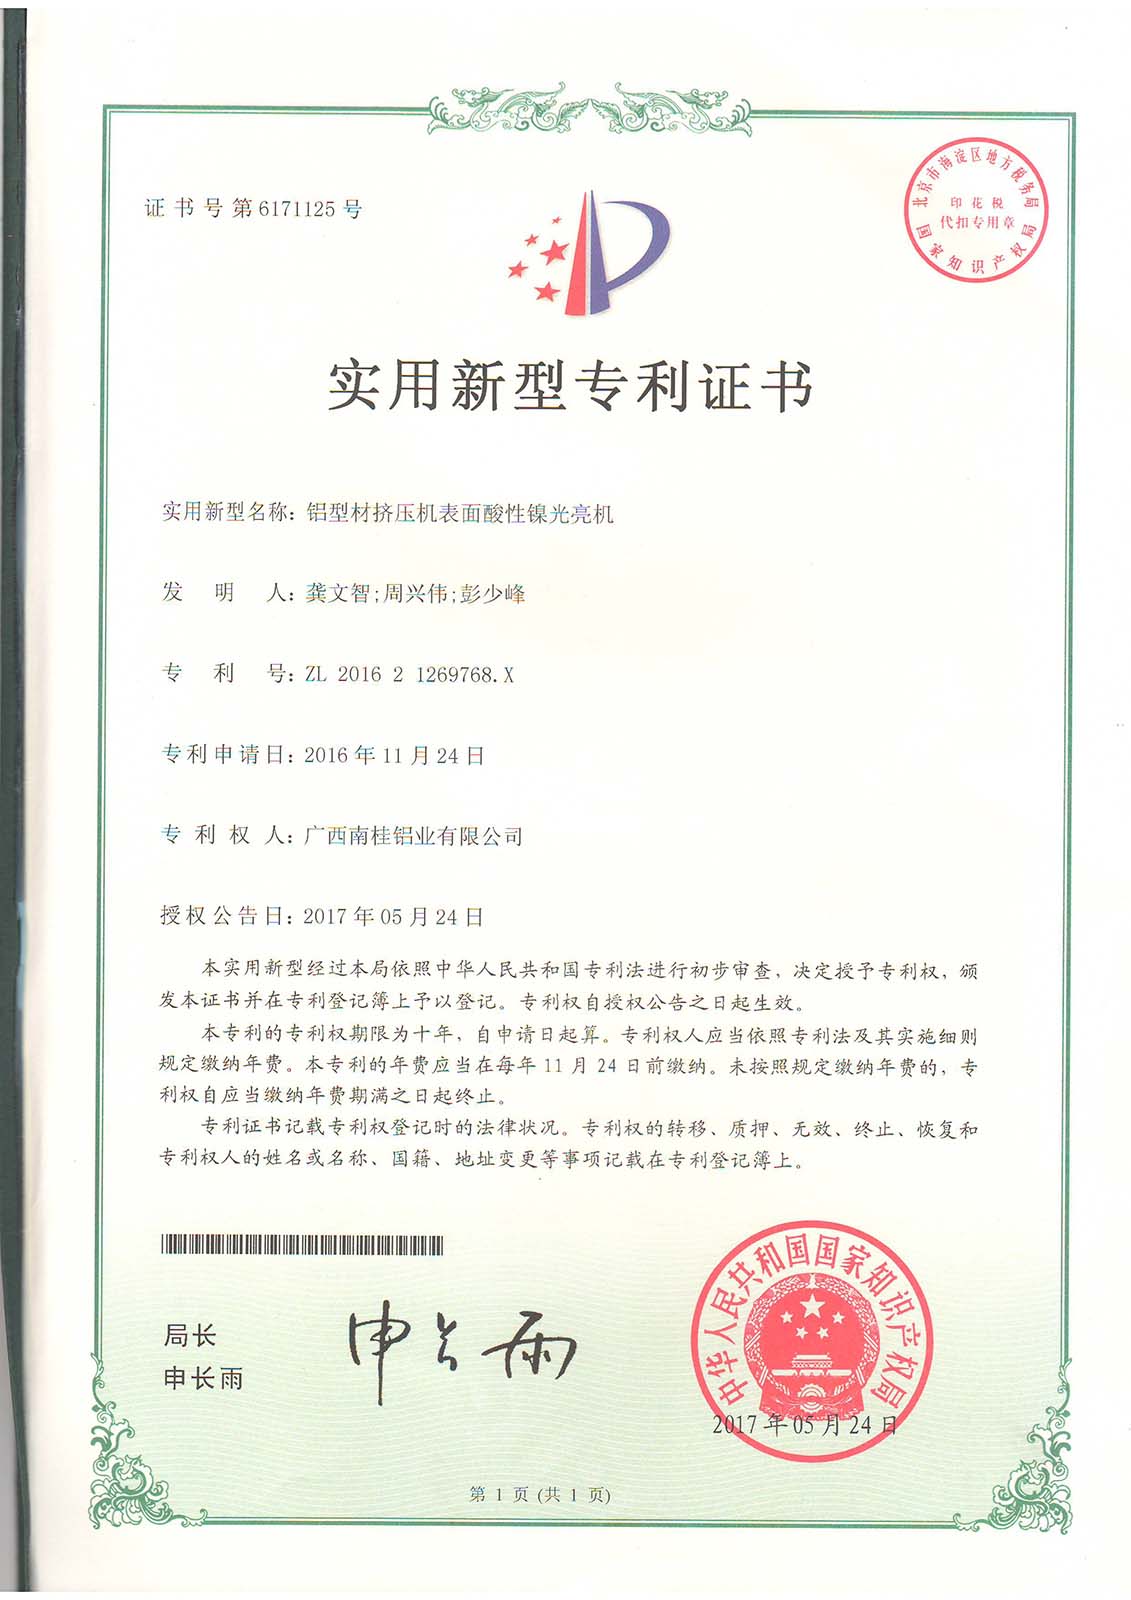 证书号第6171125号
北京市海淀区地方税务局
印花税
代扣专用章
国家知识产权局
实用新型专利证书
实用新型名称：铝型材挤压机表面酸性镍光亮机
发明人：龚文智;周兴伟;彭少峰
专利号：ZL 2016 2 1269768.X
专利申请日：2016年11月24日
专利权人：广西南桂铝业有限公司
授权公告日：2017年05月24日
本实用新型经过本局依照中华人民共和国专利法进行初步审查，决定授予专利权，颁
发本证书并在专利登记簿上予以登记。专利权自授权公告之日起生效。
本专利的专利权期限为十年，自申请日起算。专利权人应当依照专利法及其实施细则
规定缴纳年费。本专利的年费应当在每年11月24日前缴纳。未按照规定缴纳年费的，专
利权自应当缴纳年费期满之日起终止。
专利证书记载专利权登记时的法律状况。专利权的转移、质押、无效、终止、恢复和
专利权人的姓名或名称、国籍、地址变更等事项记载在专利登记簿上。
局长
申长雨
申长雨
中华人民共和国国家知识产权局
2017年05月24日
第1页(共1页)